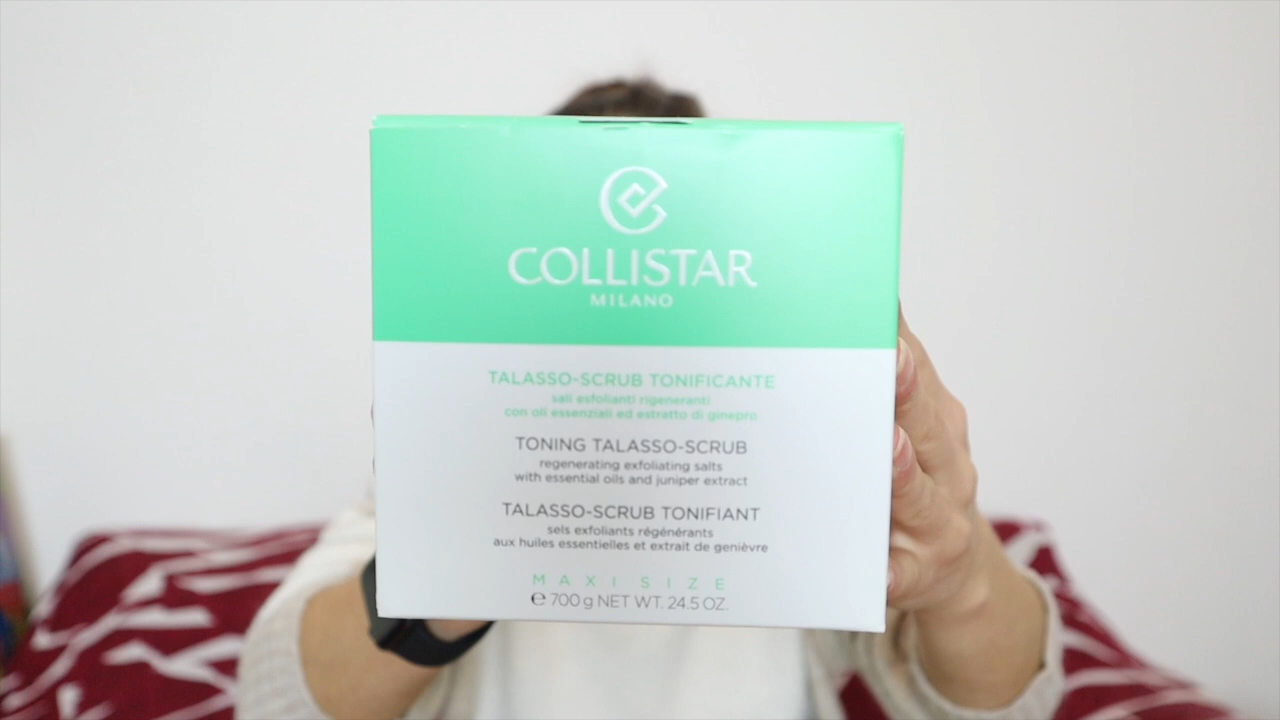 COLLISTAR
MILANO
TALASSO-SCRUB TONIFICANTE
sali esfolianti rigeneranti
con oli essenziali ed estratto di ginepro
TONING TALASSO-SCRUB
regenerating exfoliating salts
with essential oils and juniper extract
TALASSO-SCRUB TONIFIANT
sels exfoliants régénérants
aux huiles essentielles et extrait de genièvre
MAXI SIZE
℮ 700 g NET WT. 24.5 OZ.